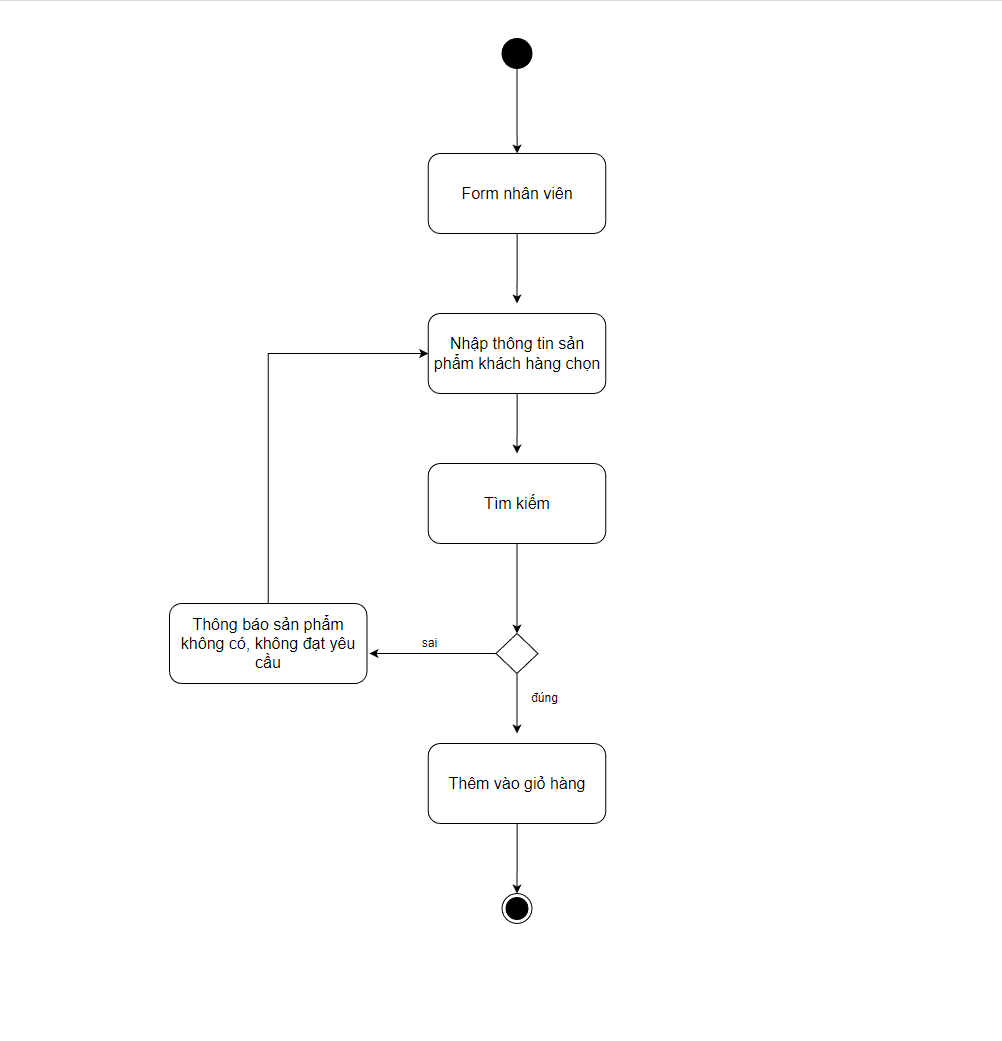 Form nhân viên
Nhập thông tin sản
phẩm khách hàng chọn
Tìm kiếm
Thông báo sản phẩm
không có, không đạt yêu
cầu
sai
đúng
Thêm vào giỏ hàng